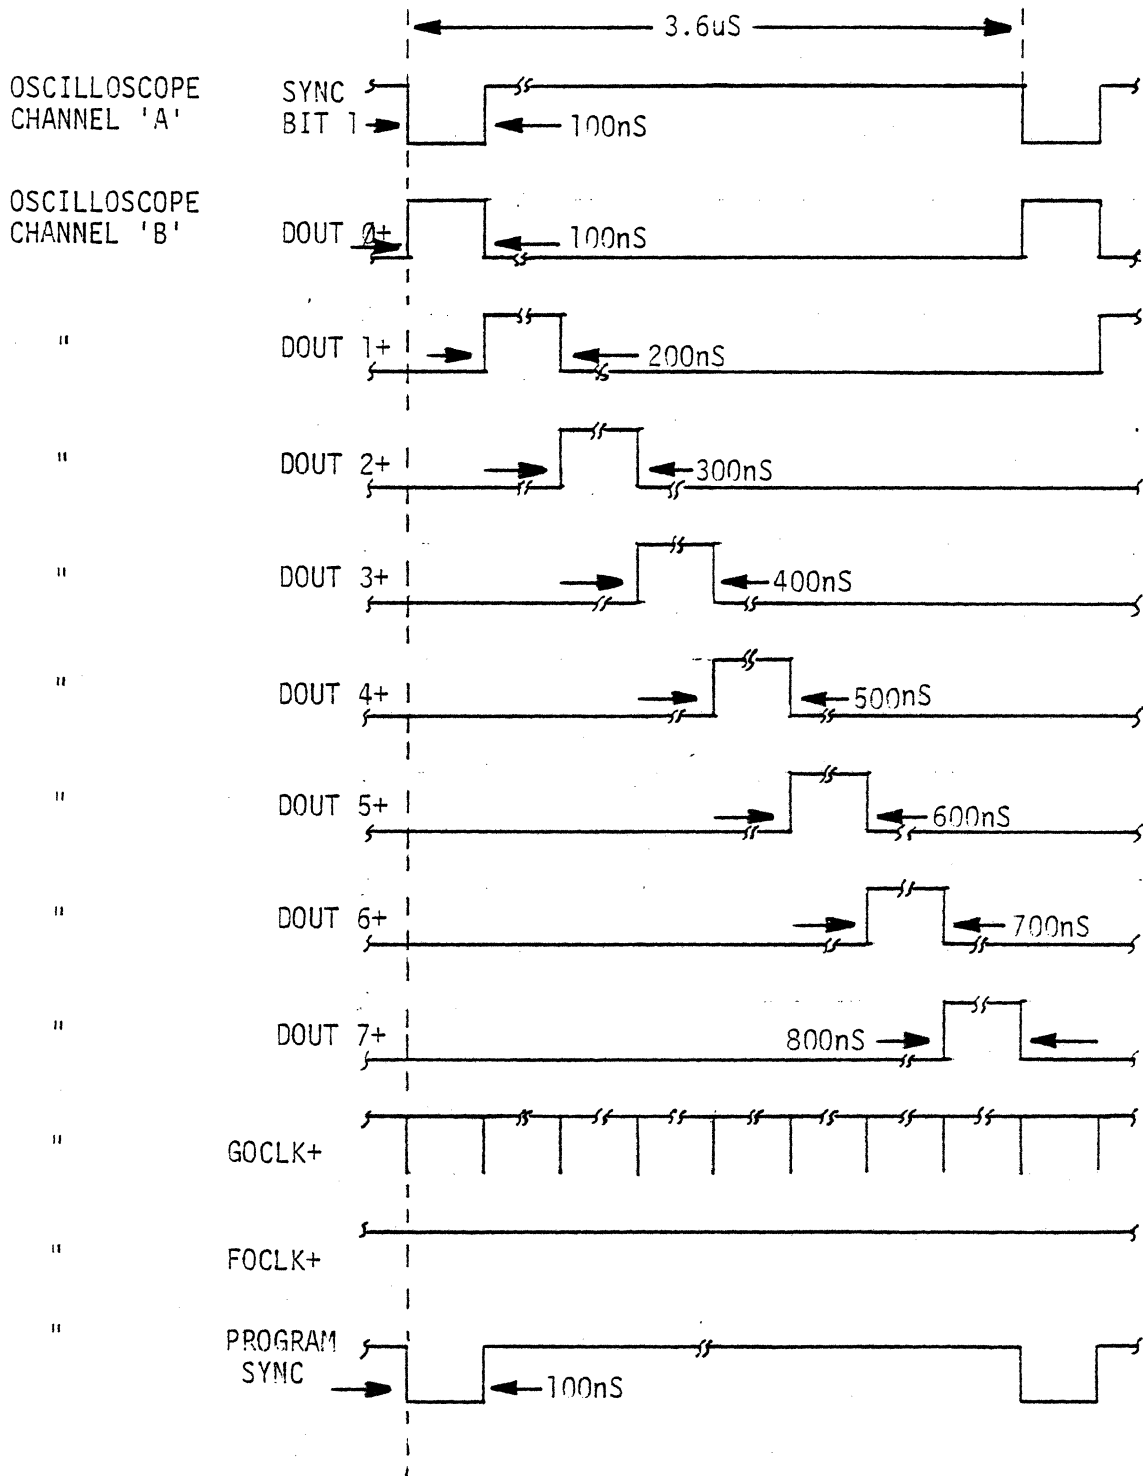 3.6uS
OSCILLOSCOPE
CHANNEL 'A'
SYNC
BIT 1
100nS
OSCILLOSCOPE
CHANNEL 'B'
DOUT 0+
100nS
" DOUT 1+ 200nS
" DOUT 2+ 300nS
" DOUT 3+ 400nS
" DOUT 4+ 500nS
" DOUT 5+ 600nS
" DOUT 6+ 700nS
" DOUT 7+ 800nS
" GOCLK+
" FOCLK+
" PROGRAM
SYNC
100nS